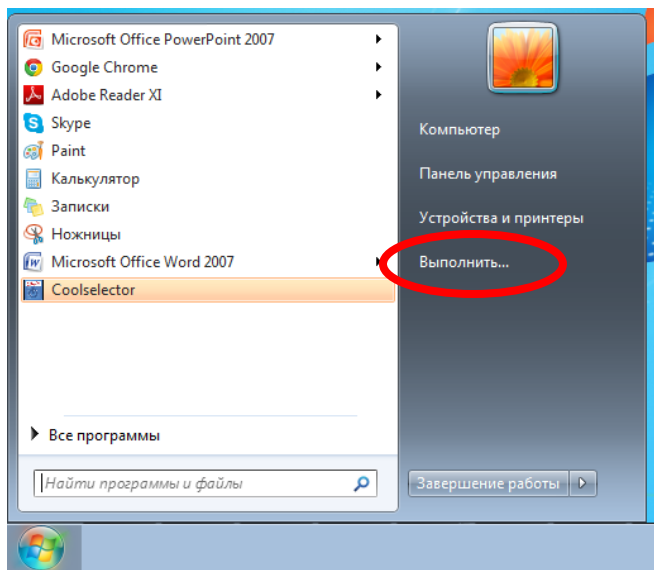 Microsoft Office PowerPoint 2007
Google Chrome
Adobe Reader XI
Skype
Paint
Калькулятор
Записки
Ножницы
Microsoft Office Word 2007
Coolselector
Все программы
Найти программы и файлы
Компьютер
Панель управления
Устройства и принтеры
Выполнить...
Завершение работы